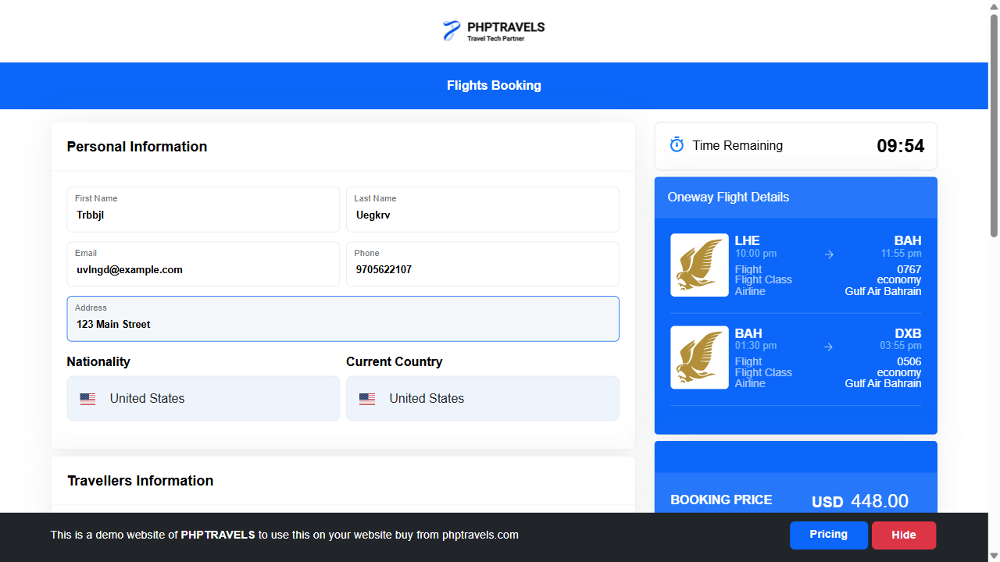 PHPTRAVELS
Travel Tech Partner
Flights Booking
Personal Information
First Name
Trbbjl
Last Name
Uegkrv
Email
uvlngd@example.com
Phone
9705622107
Address
123 Main Street
Nationality
United States
Current Country
United States
Travellers Information
Time Remaining 09:54
Oneway Flight Details
LHE BAH
10:00 pm 11:55 pm
Flight 0767
Flight Class economy
Airline Gulf Air Bahrain
BAH DXB
01:30 pm 03:55 pm
Flight 0506
Flight Class economy
Airline Gulf Air Bahrain
BOOKING PRICE USD 448.00
This is a demo website of PHPTRAVELS to use this on your website buy from phptravels.com
Pricing
Hide